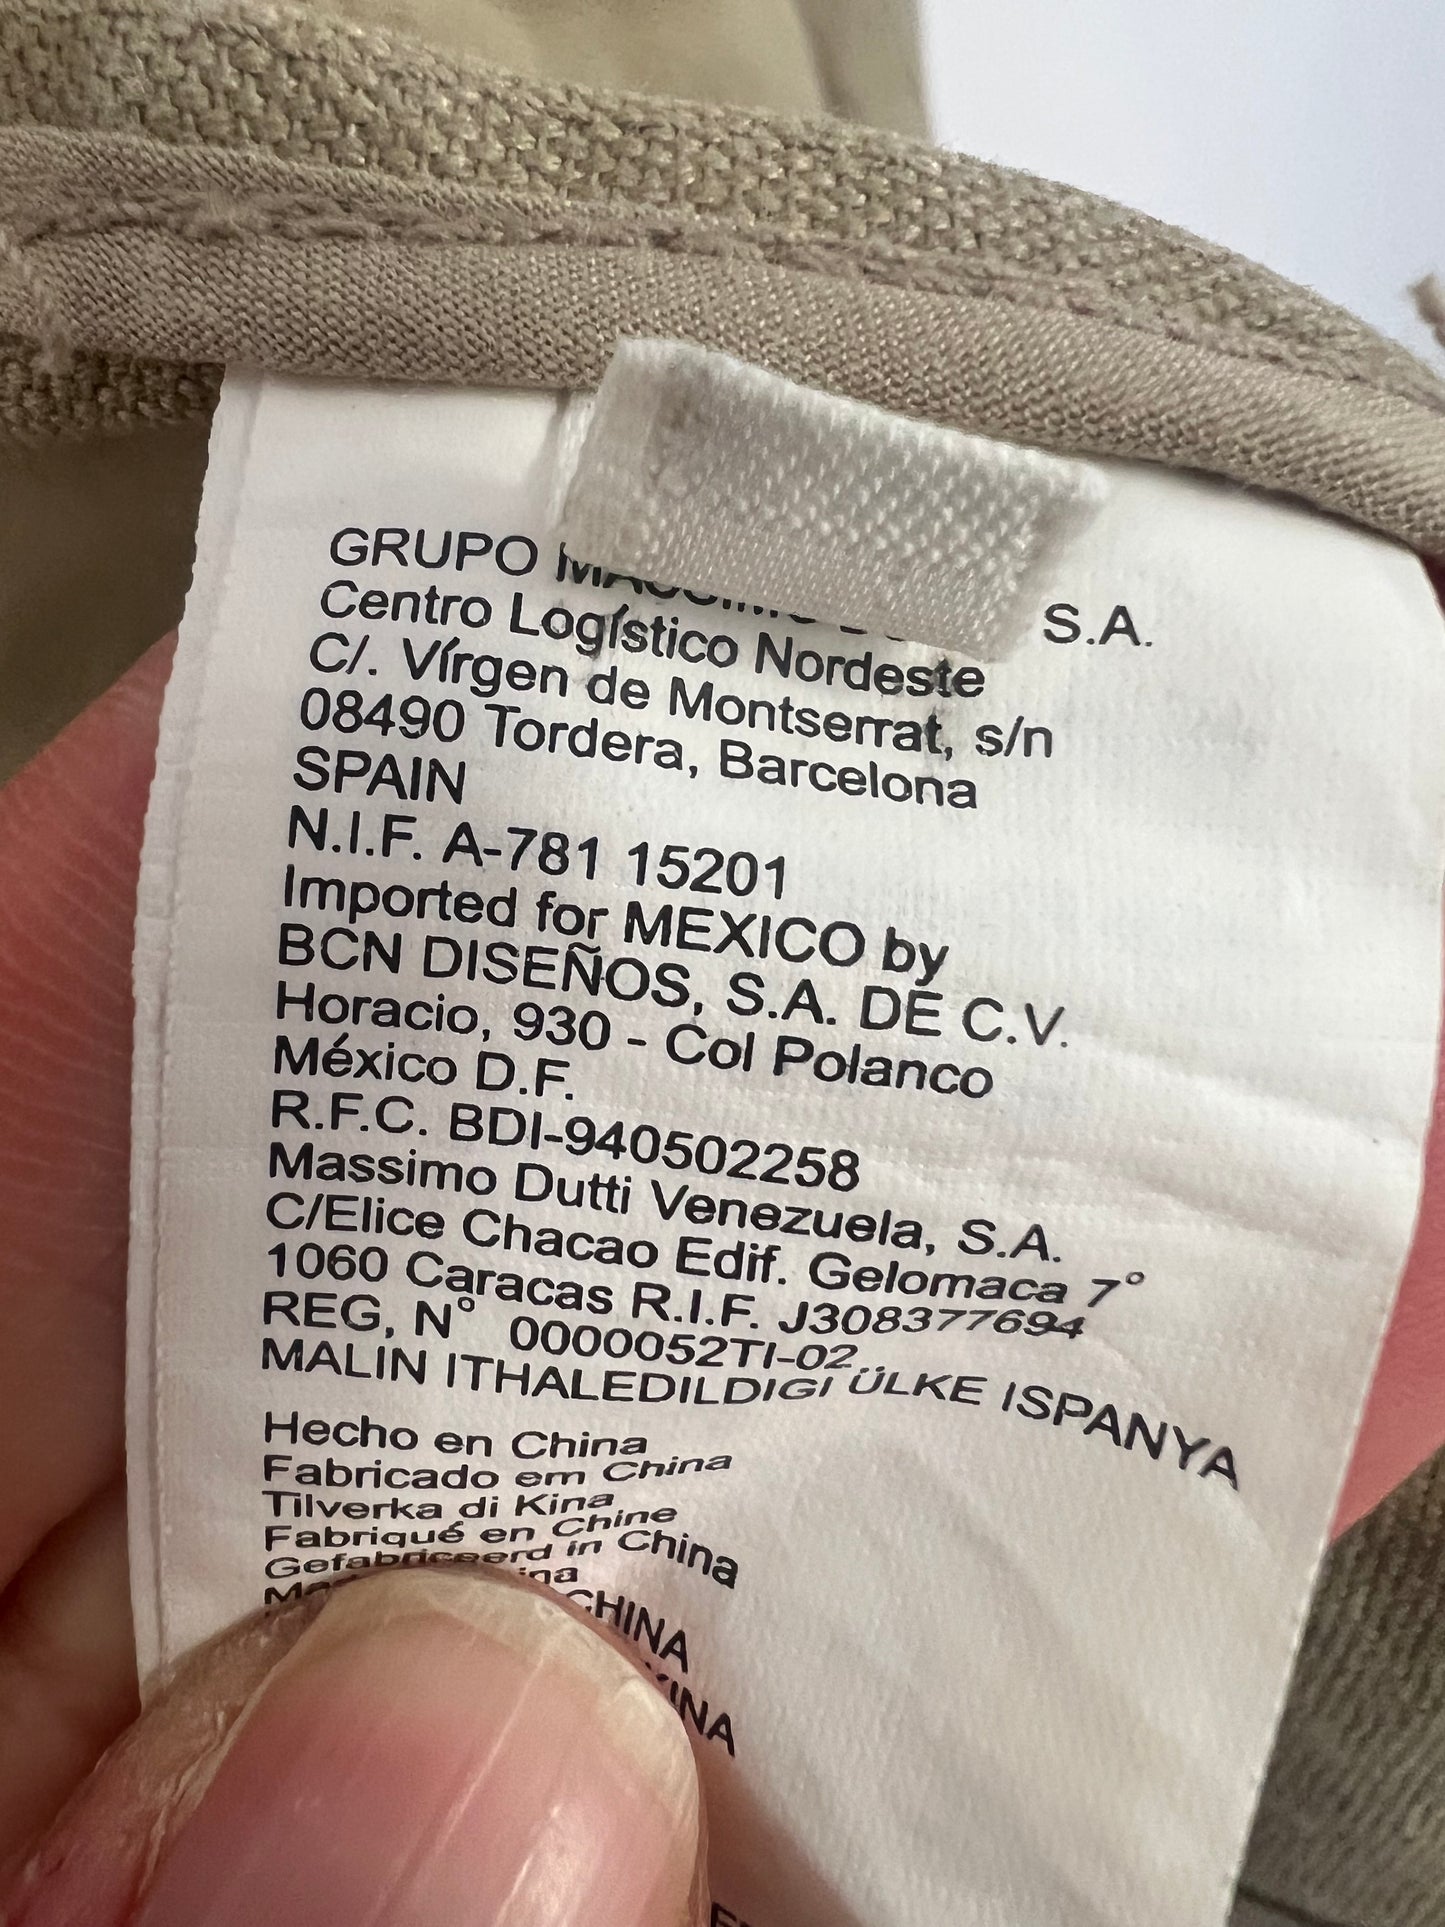 GRUPO S.A.
Centro Logístico Nordeste
C/. Vírgen de Montserrat, s/n
08490 Tordera, Barcelona
SPAIN
N.I.F. A-781 15201
Imported for MEXICO by
BCN DISEÑOS, S.A. DE C.V.
Horacio, 930 - Col Polanco
México D.F.
R.F.C. BDI-940502258
Massimo Dutti Venezuela, S.A.
C/Elice Chacao Edif. Gelomaca 7°
1060 Caracas R.I.F. J308377694
REG, N° 0000052TI-02
MALIN ITHALEDILDIGI ÜLKE ISPANYA
Hecho en China
Fabricado em China
Tilverka di Kina
Fabriqué en Chine
Gefabriceerd in China
CHINA